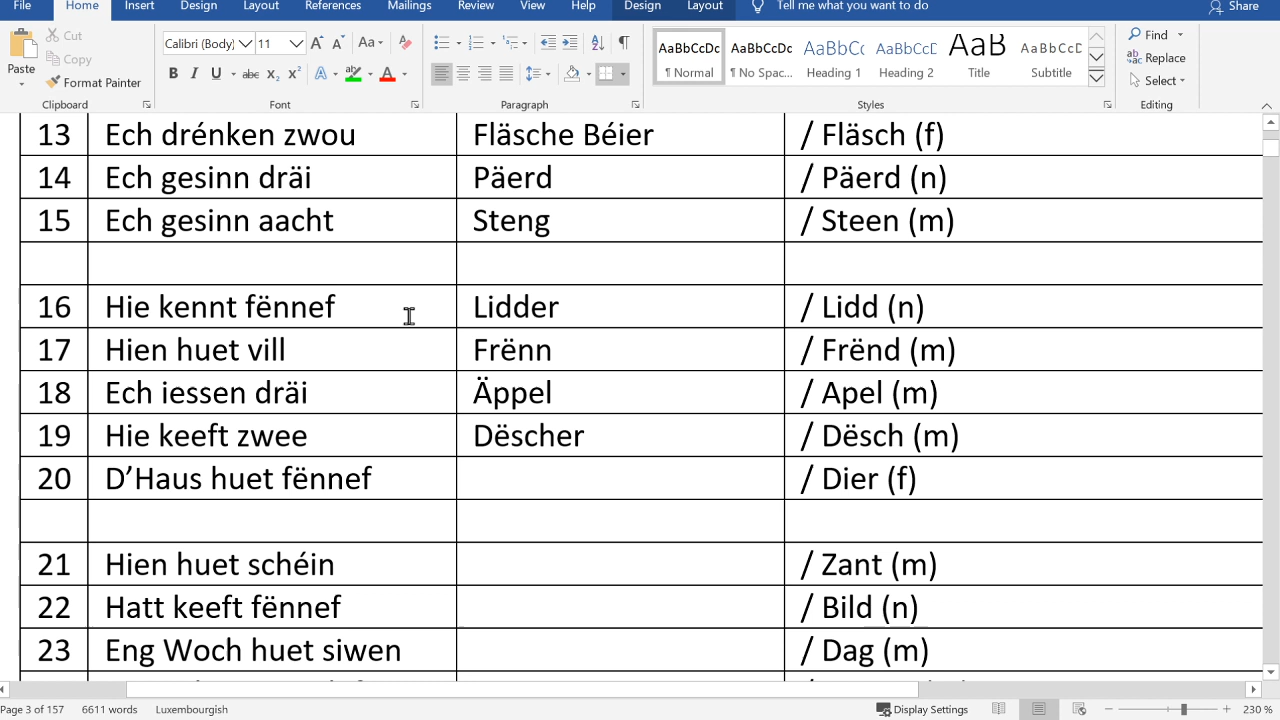 File Home Insert Design Layout References Mailings Review View Help Design Layout Tell me what you want to do Share
Cut
Copy
Paste
Format Painter
Calibri (Body) 11
Aa
B I U abc X2 X2 A A
AaBbCcDc AaBbCcDc AaBbCc AaBbCcD AaB AaBbCcD
¶ Normal ¶ No Spac... Heading 1 Heading 2 Title Subtitle
Find
Replace
Select
Clipboard Font Paragraph Styles Editing
13 Ech drénken zwou Fläsche Béier / Fläsch (f)
14 Ech gesinn dräi Päerd / Päerd (n)
15 Ech gesinn aacht Steng / Steen (m)
16 Hie kennt fënnef Lidder / Lidd (n)
17 Hien huet vill Frënn / Frënd (m)
18 Ech iessen dräi Äppel / Apel (m)
19 Hie keeft zwee Dëscher / Dësch (m)
20 D’Haus huet fënnef / Dier (f)
21 Hien huet schéin / Zant (m)
22 Hatt keeft fënnef / Bild (n)
23 Eng Woch huet siwen / Dag (m)
Page 3 of 157 6611 words Luxembourgish Display Settings 230 %